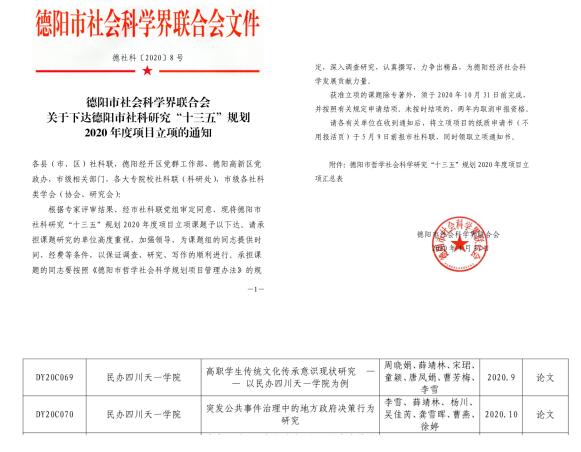 德阳市社会科学界联合会文件
德社科〔2020〕8号
德阳市社会科学界联合会
关于下达德阳市社科研究“十三五”规划
2020年度项目立项的通知
各县（市、区）社科联，德阳经开区党群工作部、德阳高新区党
政办，市级相关部门，各大专院校社科联（科研处），市级各社科
类学会（协会、研究会）：
根据专家评审结果、经市社科联党组审定同意，现将德阳市
社科研究“十三五”规划2020年度项目立项课题予以下达。请承
担课题研究的单位高度重视、加强领导、为课题组的同志提供时
间、经费等条件，以保证调查、研究、写作的顺利进行。承担课
题的同志要按照《德阳市哲学社会科学规划项目管理办法》的规
—1—
定，深入调查研究、认真撰写，力争出精品，为德阳经济社会科
学发展贡献力量。
获准立项的课题除专著外，须于2020年10月31日前完成，
并按照有关规定申请结项。未按时结项的，两年内取消申报资格。
请各有关单位在收到通知后，将立项项目的纸质申请书（不
用报活页）于5月9日前报市社科联、同时领取立项通知书。
附件：德阳市哲学社会科学研究“十三五”规划2020年度项目立
项汇总表
德阳市社会科学界联合会
DY20C069 民办四川天一学院 高职学生传统文化传承意识现状研究 —— 以民办四川天一学院为例 周晓娟、薛靖林、宋珺、童颖、唐凤娟、曹芳梅、李雪 2020.9 论文
DY20C070 民办四川天一学院 突发公共事件治理中的地方政府决策行为研究 李雪、薛靖林、杨川、吴佳芮、龚雪晖、曹燕、徐婷 2020.10 论文